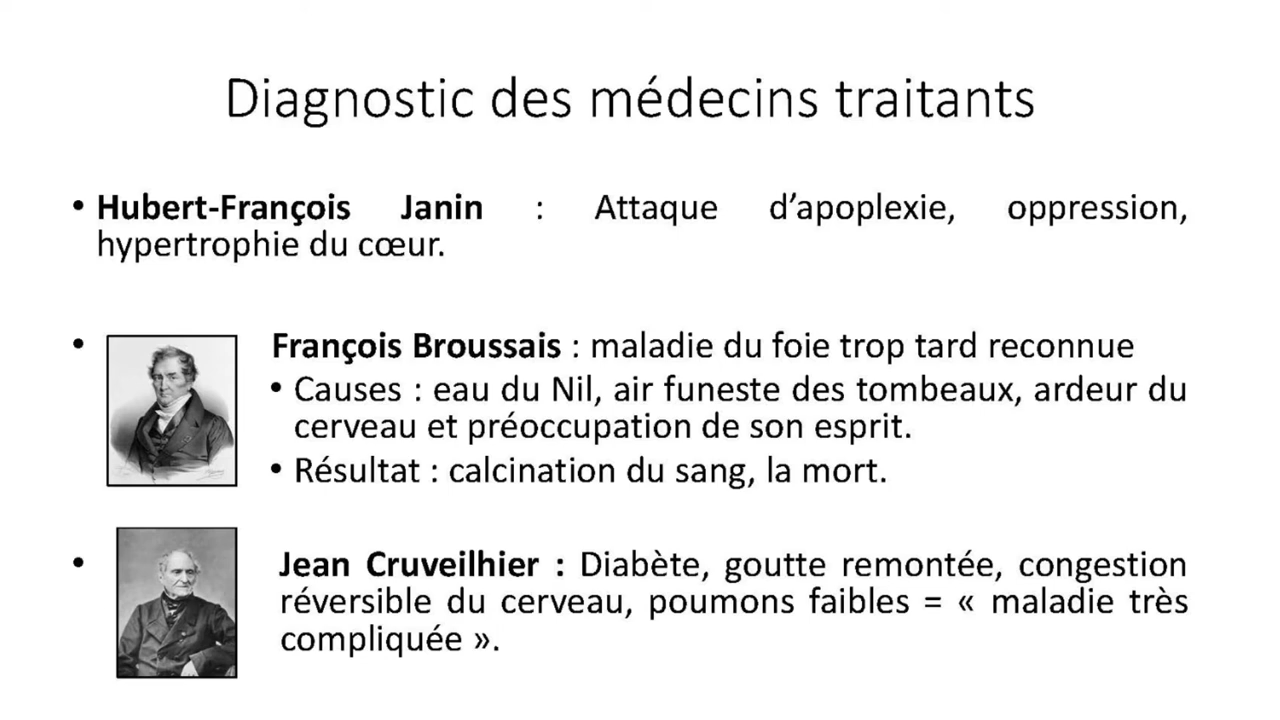 Diagnostic des médecins traitants
• Hubert-François Janin : Attaque d’apoplexie, oppression,
hypertrophie du cœur.
• François Broussais : maladie du foie trop tard reconnue
• Causes : eau du Nil, air funeste des tombeaux, ardeur du
cerveau et préoccupation de son esprit.
• Résultat : calcination du sang, la mort.
• Jean Cruveilhier : Diabète, goutte remontée, congestion
réversible du cerveau, poumons faibles = « maladie très
compliquée ».